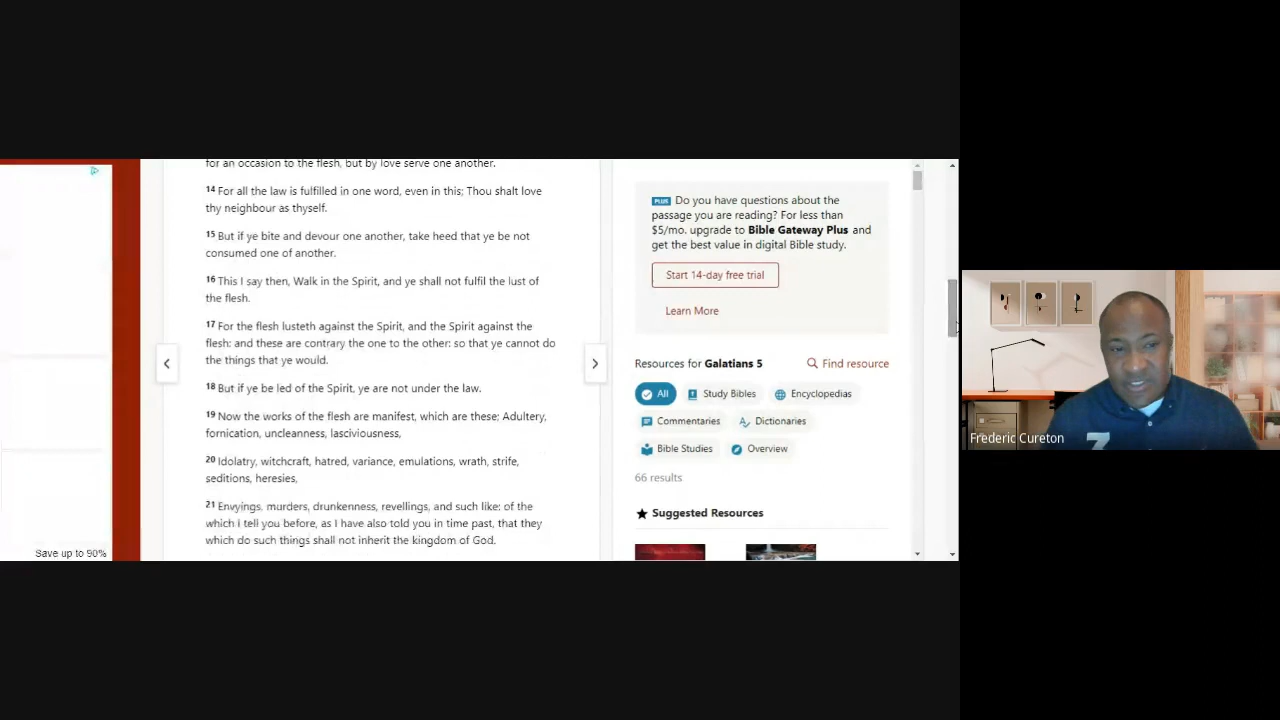 for an occasion to the flesh, but by love serve one another.
14 For all the law is fulfilled in one word, even in this; Thou shalt love
thy neighbour as thyself.
15 But if ye bite and devour one another, take heed that ye be not
consumed one of another.
16 This I say then, Walk in the Spirit, and ye shall not fulfil the lust of
the flesh.
17 For the flesh lusteth against the Spirit, and the Spirit against the
flesh: and these are contrary the one to the other: so that ye cannot do
the things that ye would.
18 But if ye be led of the Spirit, ye are not under the law.
19 Now the works of the flesh are manifest, which are these; Adultery,
fornication, uncleanness, lasciviousness,
20 Idolatry, witchcraft, hatred, variance, emulations, wrath, strife,
seditions, heresies,
21 Envyings, murders, drunkenness, revellings, and such like: of the
which I tell you before, as I have also told you in time past, that they
which do such things shall not inherit the kingdom of God.
Save up to 90%
PLUS Do you have questions about the
passage you are reading? For less than
$5/mo. upgrade to Bible Gateway Plus and
get the best value in digital Bible study.
Start 14-day free trial
Learn More
Resources for Galatians 5 Find resource
All Study Bibles Encyclopedias
Commentaries Dictionaries
Bible Studies Overview
66 results
Suggested Resources
Frederic Cureton